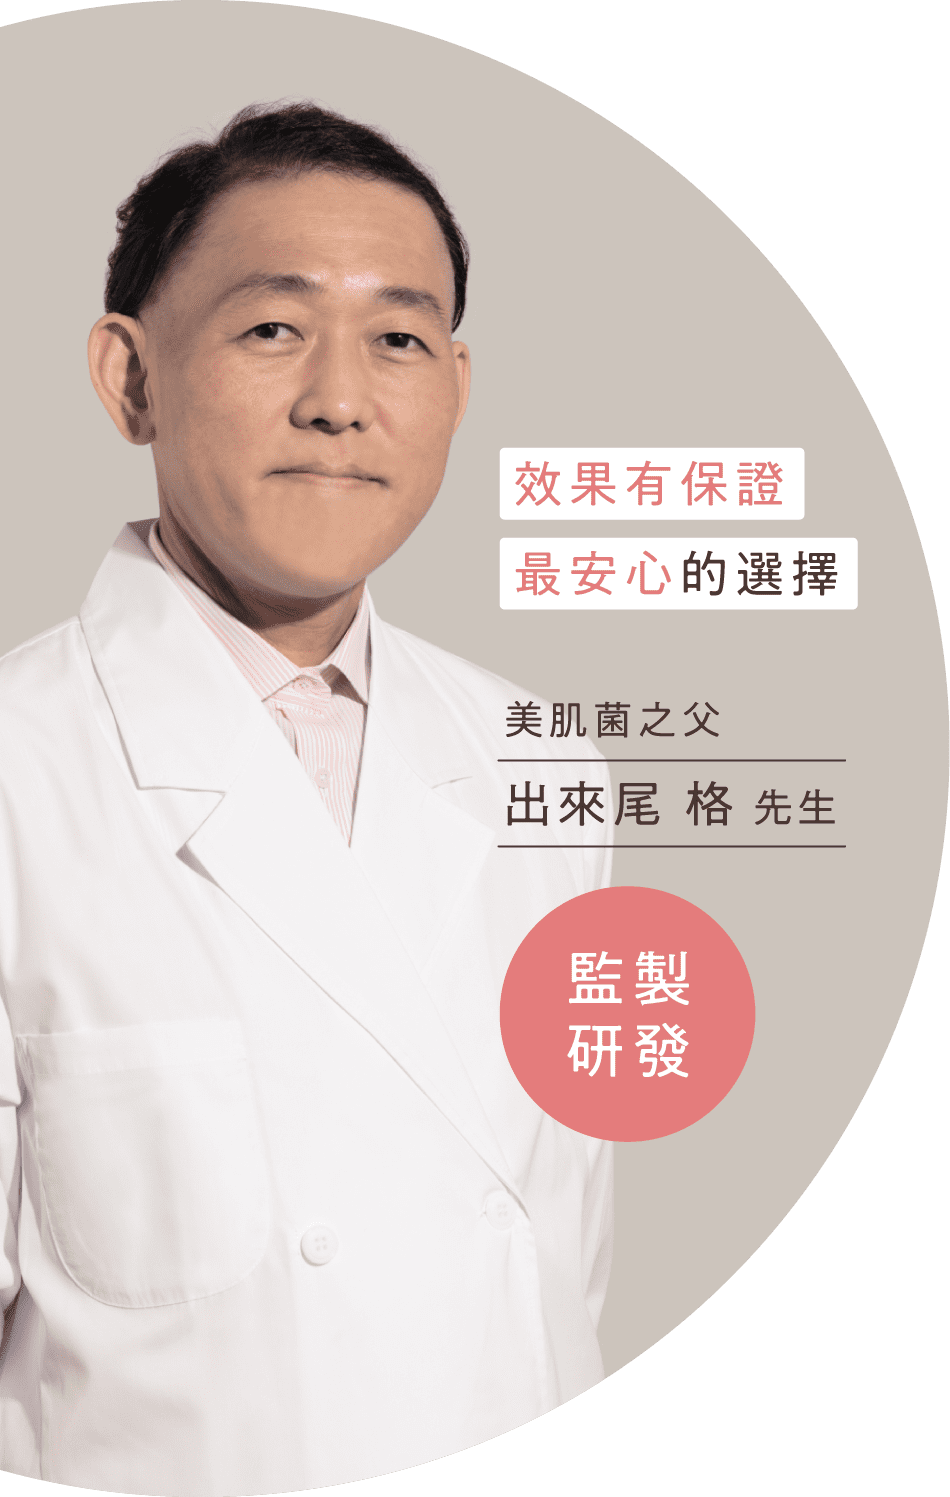 效果有保證
最安心的選擇
美肌菌之父
出來尾 格 先生
監製
研發